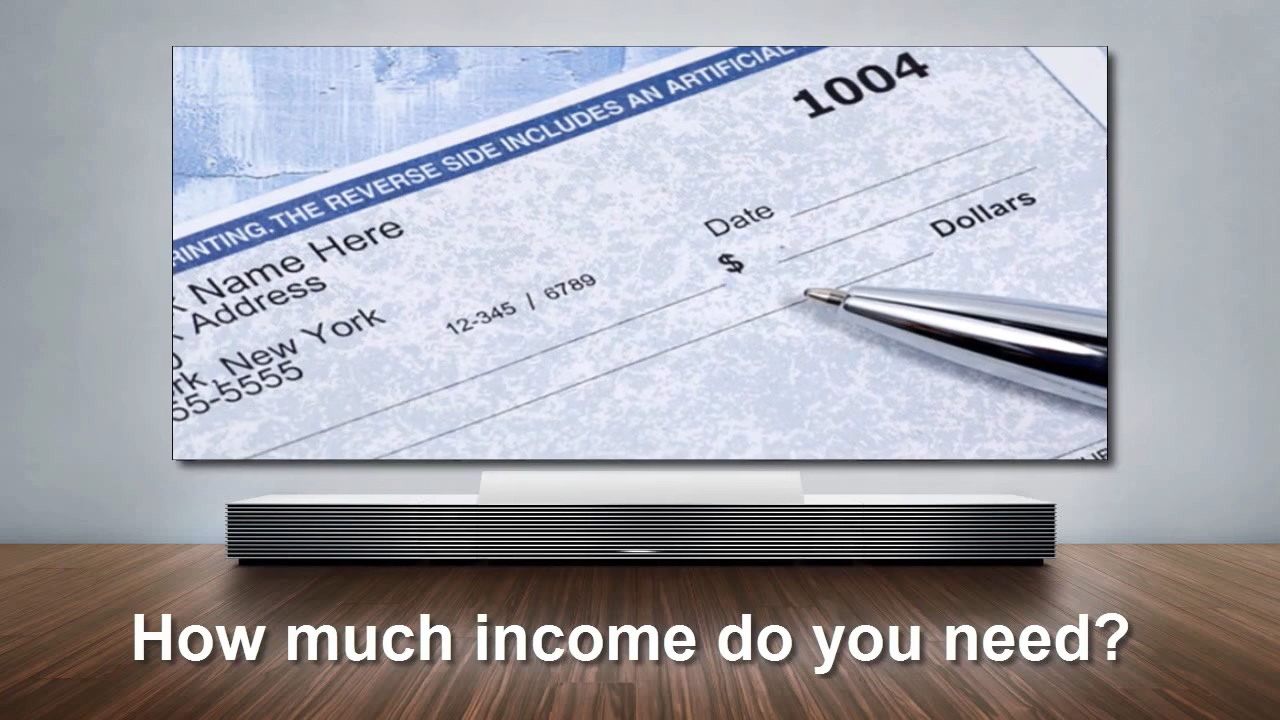 RINTING. THE REVERSE SIDE INCLUDES AN ARTIFICIAL
1004
Name Here
Address
Date
rk, New York
12-345 / 6789
$
Dollars
55-5555
How much income do you need?